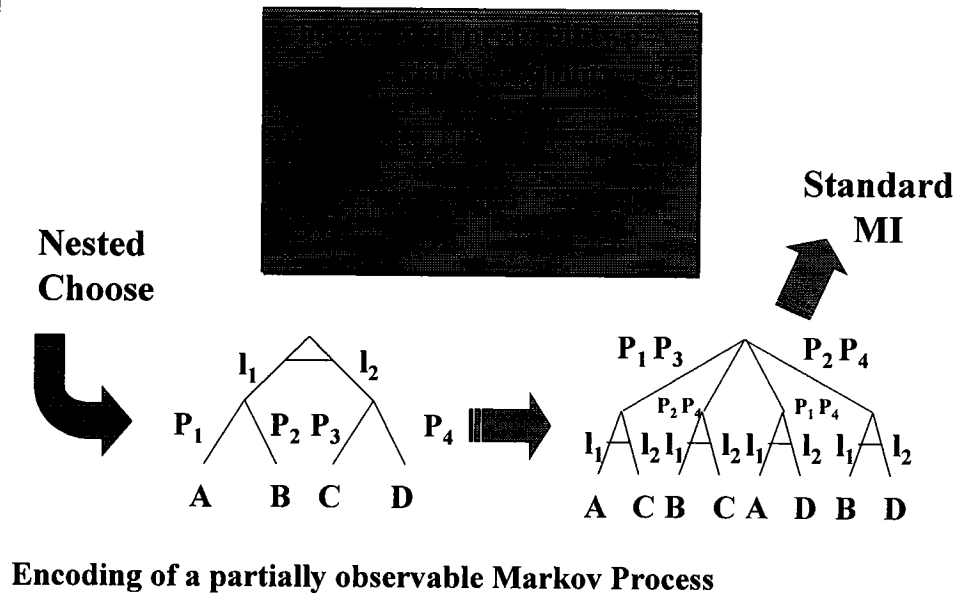 Standard
MI
Nested
Choose
l₁ l₂
P₁ P₂ P₃ P₄
A B C D
P₁ P₃ P₂ P₄
P₂ P₄ P₁ P₄
l₁ l₂ l₁ l₂ l₁ l₂ l₁ l₂
A C B C A D B D
Encoding of a partially observable Markov Process